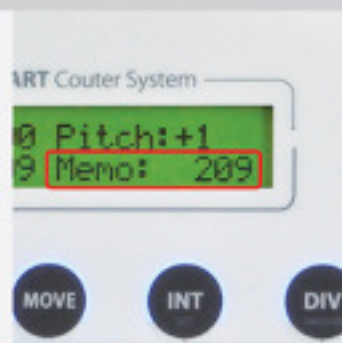 ART Couter System
0 Pitch:+1
9 Memo: 209
MOVE INT DIV